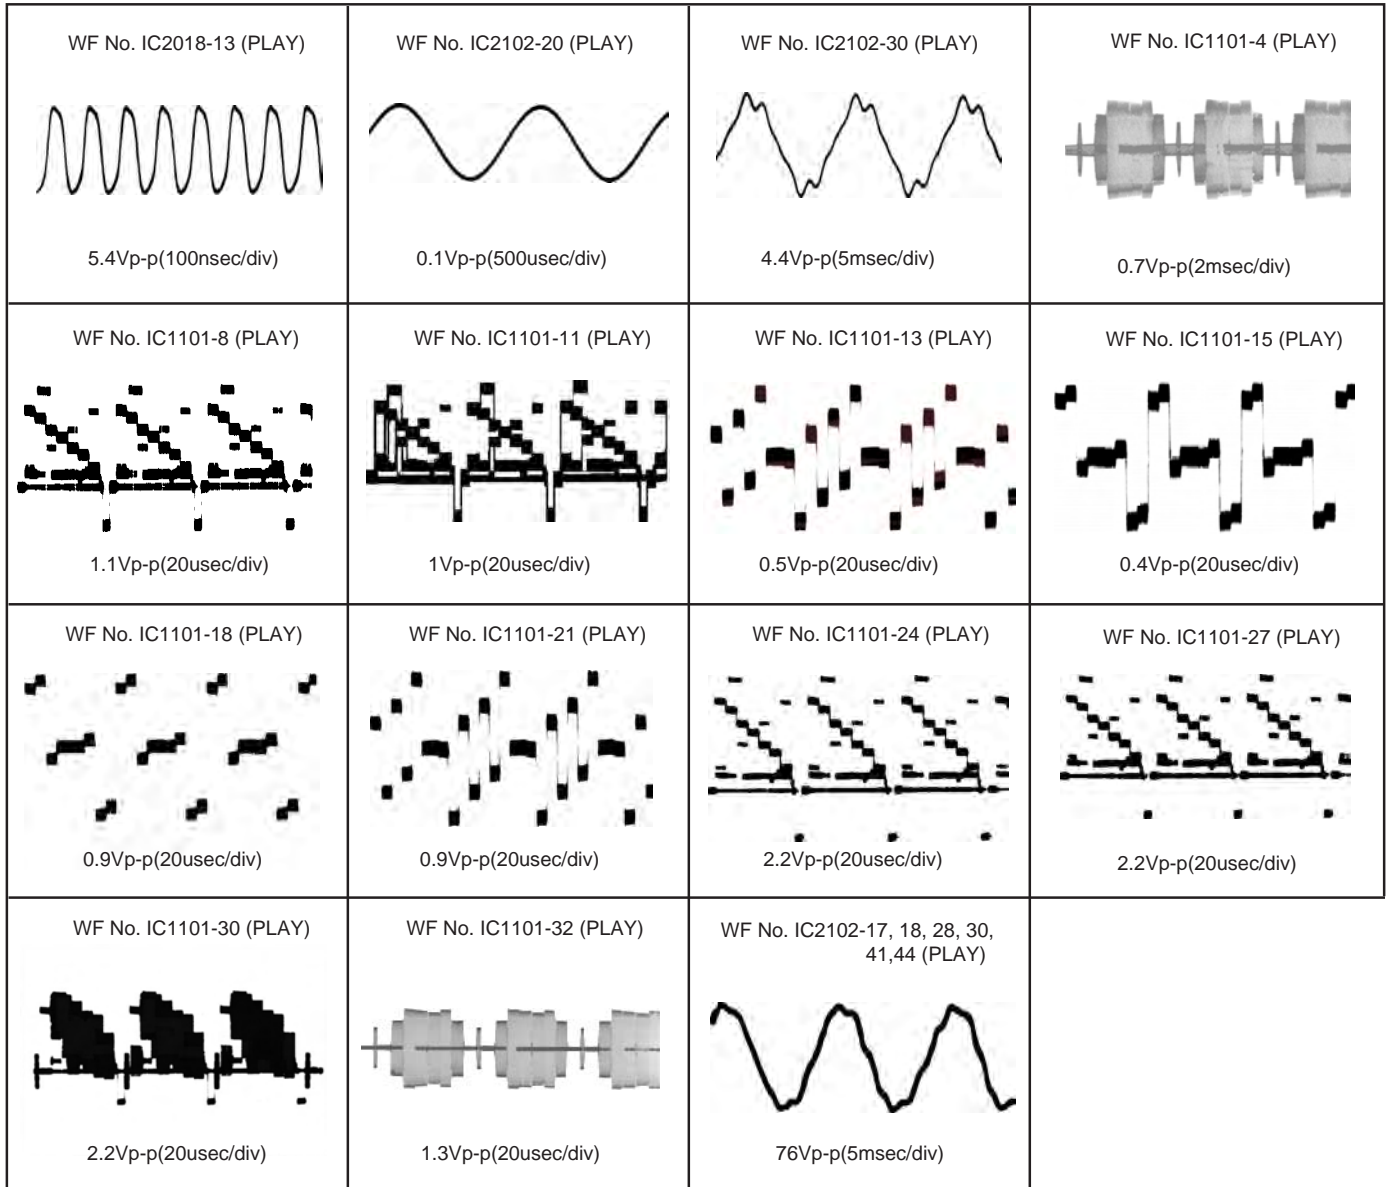 WF No. IC2018-13 (PLAY)
5.4Vp-p(100nsec/div)
WF No. IC2102-20 (PLAY)
0.1Vp-p(500usec/div)
WF No. IC2102-30 (PLAY)
4.4Vp-p(5msec/div)
WF No. IC1101-4 (PLAY)
0.7Vp-p(2msec/div)
WF No. IC1101-8 (PLAY)
1.1Vp-p(20usec/div)
WF No. IC1101-11 (PLAY)
1Vp-p(20usec/div)
WF No. IC1101-13 (PLAY)
0.5Vp-p(20usec/div)
WF No. IC1101-15 (PLAY)
0.4Vp-p(20usec/div)
WF No. IC1101-18 (PLAY)
0.9Vp-p(20usec/div)
WF No. IC1101-21 (PLAY)
0.9Vp-p(20usec/div)
WF No. IC1101-24 (PLAY)
2.2Vp-p(20usec/div)
WF No. IC1101-27 (PLAY)
2.2Vp-p(20usec/div)
WF No. IC1101-30 (PLAY)
2.2Vp-p(20usec/div)
WF No. IC1101-32 (PLAY)
1.3Vp-p(20usec/div)
WF No. IC2102-17, 18, 28, 30,
41,44 (PLAY)
76Vp-p(5msec/div)